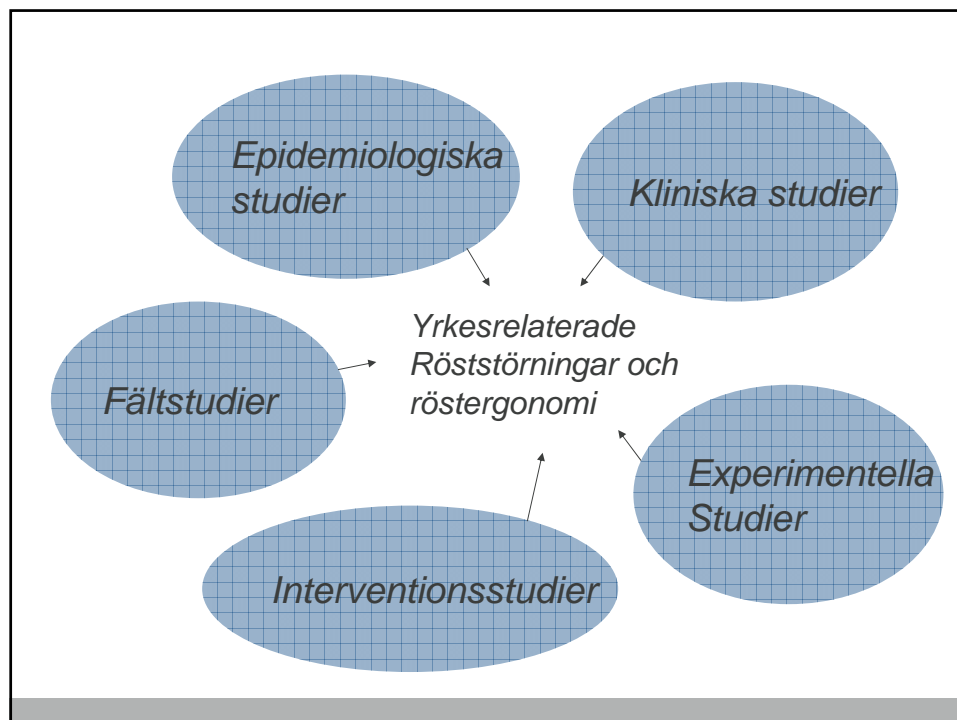 Epidemiologiska
studier
Kliniska studier
Yrkesrelaterade
Röststörningar och
röstergonomi
Fältstudier
Experimentella
Studier
Interventionsstudier